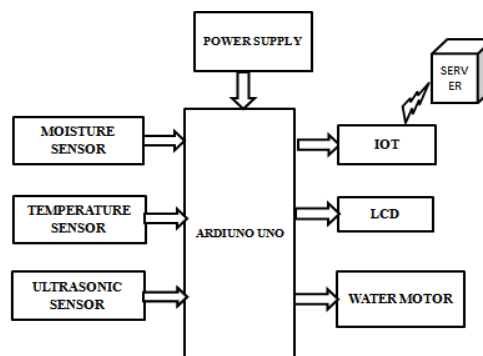 POWER SUPPLY
SERV
ER
MOISTURE
SENSOR
IOT
TEMPERATURE
SENSOR
ARDIUNO UNO
LCD
ULTRASONIC
SENSOR
WATER MOTOR